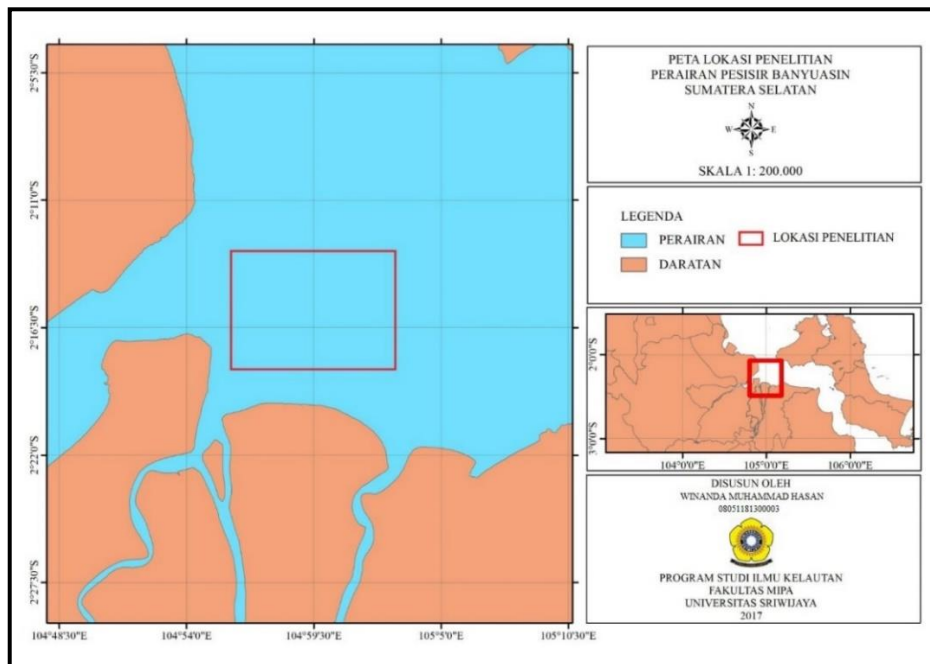 PETA LOKASI PENELITIAN
PERAIRAN PESISIR BANYUASIN
SUMATERA SELATAN
N
W E
S
SKALA 1: 200.000
LEGENDA
PERAIRAN LOKASI PENELITIAN
DARATAN
2°0'0"S
3°0'0"S
104°0'0"E 105°0'0"E 106°0'0"E
DISUSUN OLEH
WINANDA MUHAMMAD HASAN
08051181300003
PROGRAM STUDI ILMU KELAUTAN
FAKULTAS MIPA
UNIVERSITAS SRIWIJAYA
2017
2°5'30"S
2°11'0"S
2°16'30"S
2°22'0"S
2°27'30"S
104°48'30"E 104°54'0"E 104°59'30"E 105°5'0"E 105°10'30"E